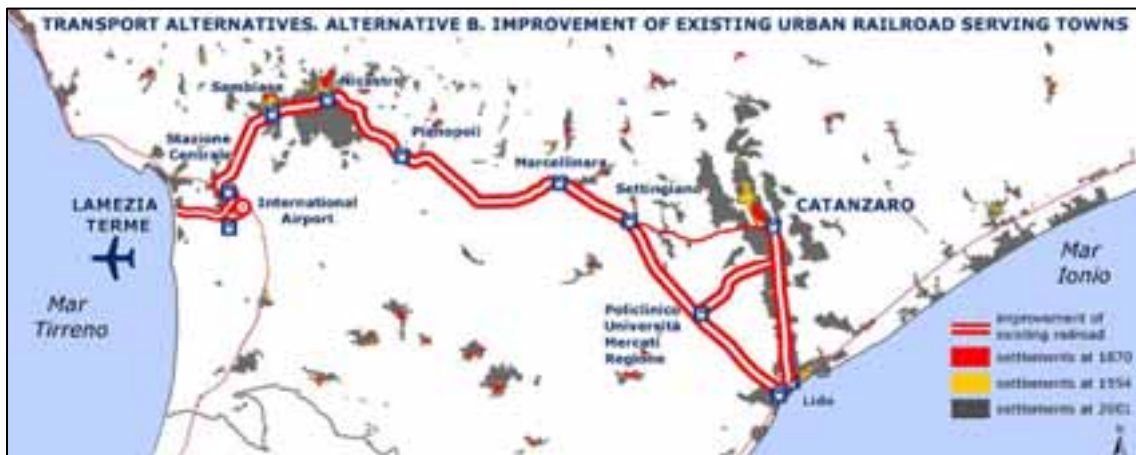 TRANSPORT ALTERNATIVES. ALTERNATIVE B. IMPROVEMENT OF EXISTING URBAN RAILROAD SERVING TOWNS
Sambiase
Nicastro
Stazione
Centrale
Pianopoli
Marcellinara
Settingiano
LAMEZIA
TERME
International
Airport
CATANZARO
Mar
Tirreno
Mar
Ionio
Policlinico
Università
Mercati
Regione
Lido
improvement of
existing railroad
settlements at 1870
settlements at 1954
settlements at 2001
N